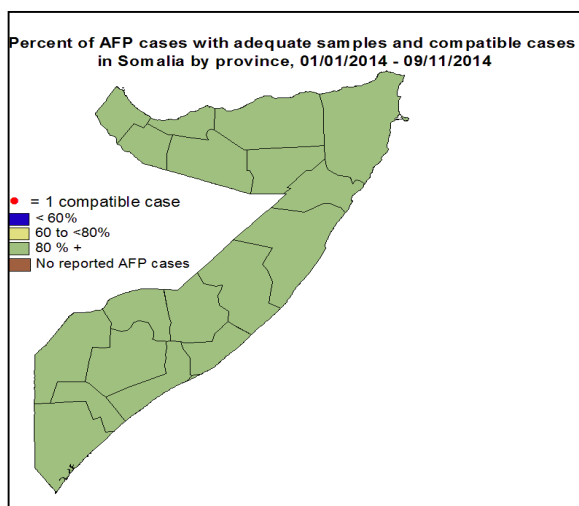 Percent of AFP cases with adequate samples and compatible cases
in Somalia by province, 01/01/2014 - 09/11/2014
= 1 compatible case
< 60%
60 to <80%
80 % +
No reported AFP cases